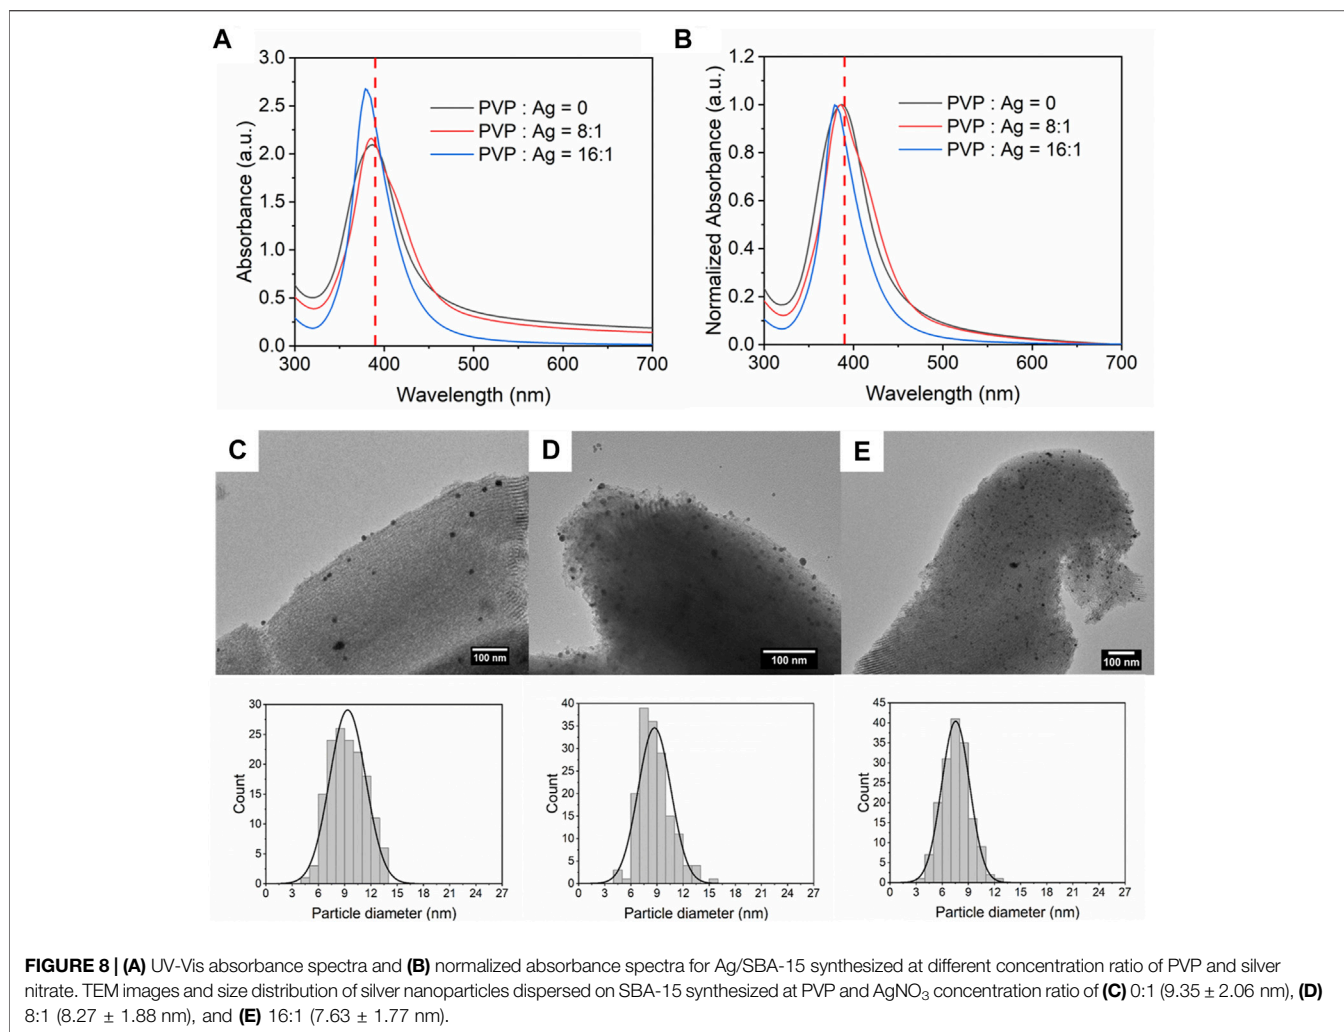 A
3.0
2.5
2.0
1.5
1.0
0.5
0.0
Absorbance (a.u.)
PVP : Ag = 0
PVP : Ag = 8:1
PVP : Ag = 16:1
300 400 500 600 700
Wavelength (nm)
B
1.2
1.0
0.8
0.6
0.4
0.2
0.0
Normalized Absorbance (a.u.)
PVP : Ag = 0
PVP : Ag = 8:1
PVP : Ag = 16:1
300 400 500 600 700
Wavelength (nm)
C
100 nm
D
100 nm
E
100 nm
30
25
20
15
10
5
0
Count
0 3 6 9 12 15 18 21 24 27
Particle diameter (nm)
40
35
30
25
20
15
10
5
0
Count
0 3 6 9 12 15 18 21 24 27
Particle diameter (nm)
45
40
35
30
25
20
15
10
5
0
Count
0 3 6 9 12 15 18 21 24 27
Particle diameter (nm)
FIGURE 8 | (A) UV-Vis absorbance spectra and (B) normalized absorbance spectra for Ag/SBA-15 synthesized at different concentration ratio of PVP and silver
nitrate. TEM images and size distribution of silver nanoparticles dispersed on SBA-15 synthesized at PVP and AgNO₃ concentration ratio of (C) 0:1 (9.35 ± 2.06 nm), (D)
8:1 (8.27 ± 1.88 nm), and (E) 16:1 (7.63 ± 1.77 nm).